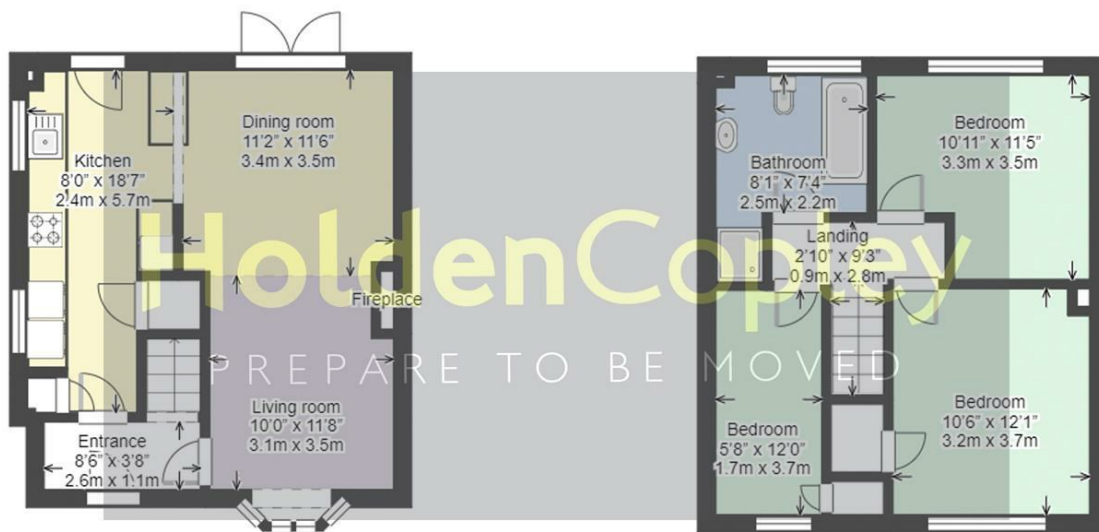 Dining room
11'2" x 11'6"
3.4m x 3.5m
Kitchen
8'0" x 18'7"
2.4m x 5.7m
Fireplace
Living room
10'0" x 11'8"
3.1m x 3.5m
Entrance
8'6" x 3'8"
2.6m x 1.1m
Bathroom
8'1" x 7'4"
2.5m x 2.2m
Bedroom
10'11" x 11'5"
3.3m x 3.5m
Landing
2'10" x 9'3"
0.9m x 2.8m
Bedroom
5'8" x 12'0"
1.7m x 3.7m
Bedroom
10'6" x 12'1"
3.2m x 3.7m
HoldenCopley
PREPARE TO BE MOVED